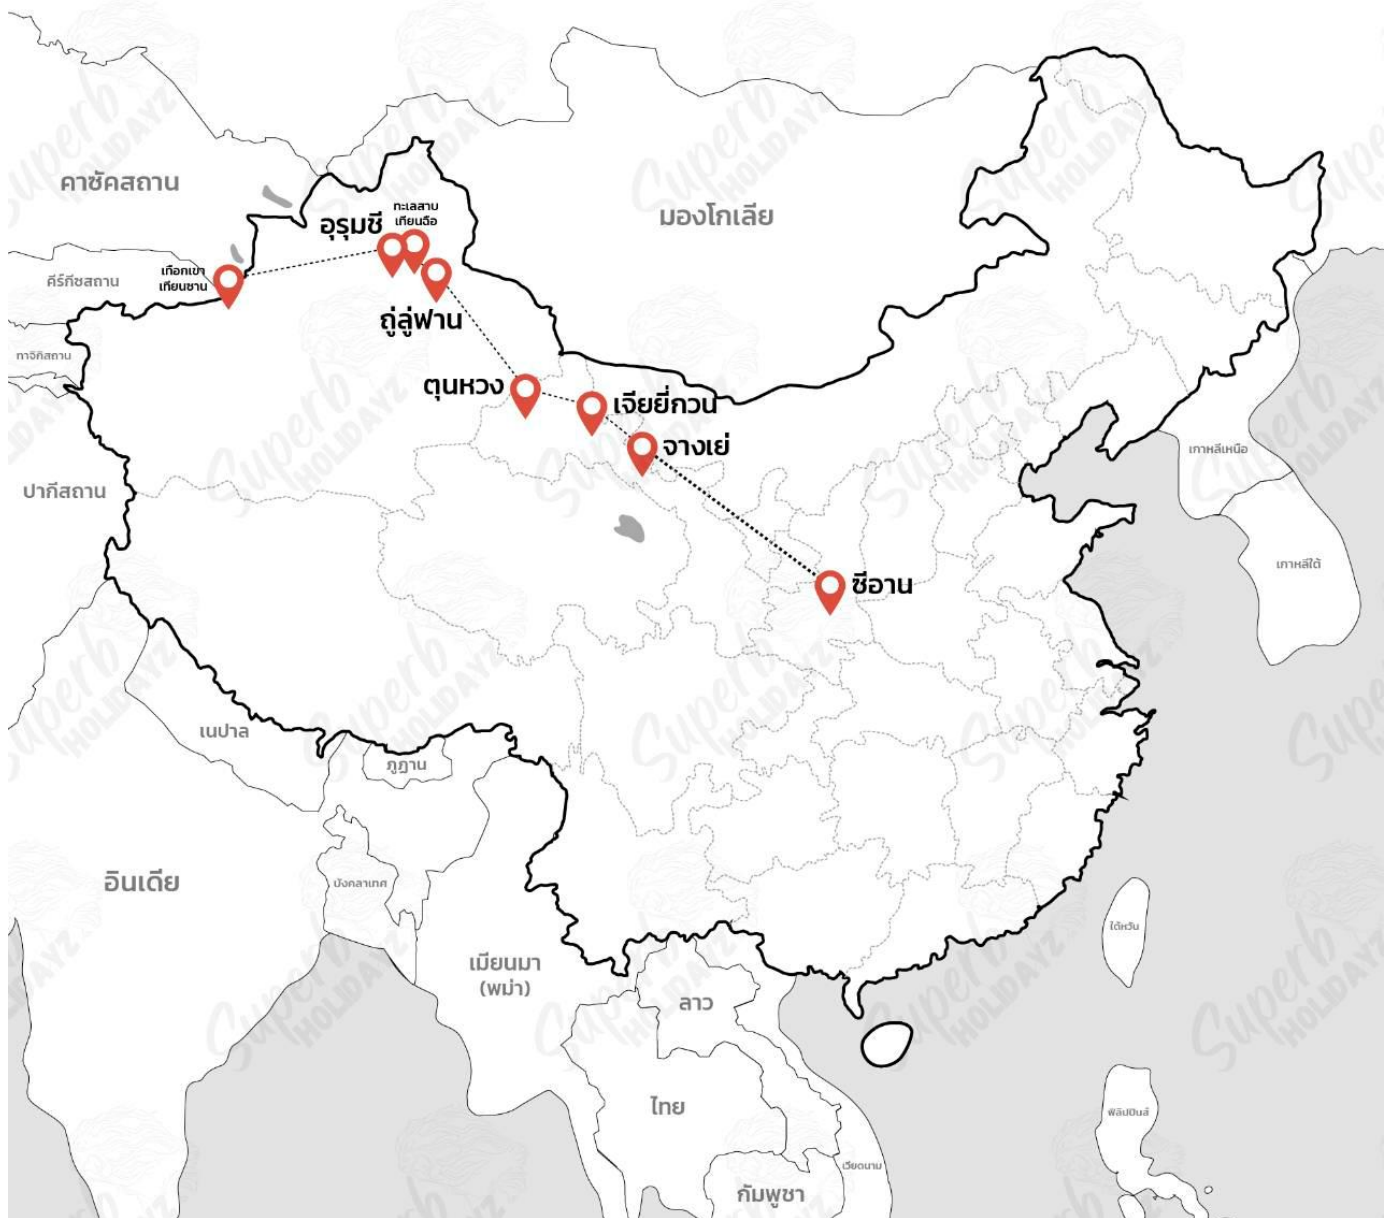 คาซัคสถาน
มองโกเลีย
ทะเลสาบ
เทียนฉือ
อุรุมชี
เทือกเขา
เทียนซาน
คีร์กีซสถาน
ถู่ลู่ฟาน
ทาจิกิสถาน
ตุนหวง
เจียยี่กวน
จางเย่
เกาหลีเหนือ
ปากีสถาน
เกาหลีใต้
ซีอาน
เนปาล
ภูฏาน
อินเดีย
บังคลาเทศ
ไต้หวัน
เมียนมา
(พม่า)
ลาว
ไทย
ฟิลิปปินส์
เวียดนาม
กัมพูชา
Superb
HOLIDAYZ